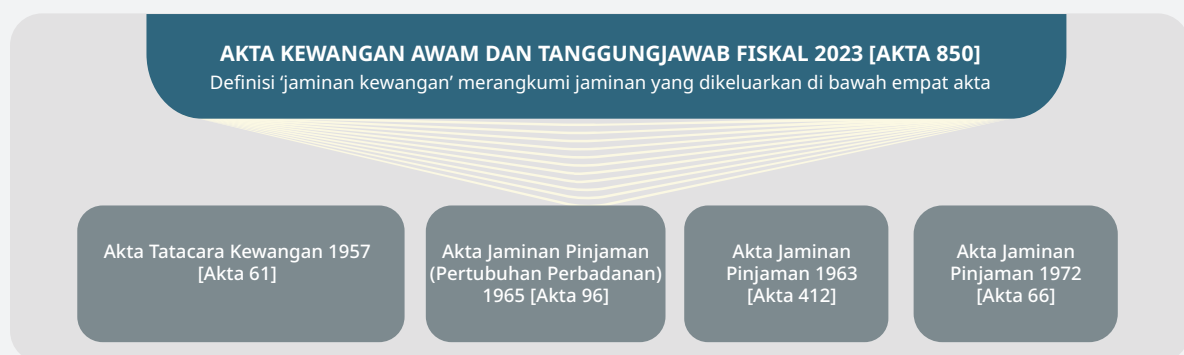 AKTA KEWANGAN AWAM DAN TANGGUNGJAWAB FISKAL 2023 [AKTA 850]
Definisi ‘jaminan kewangan’ merangkumi jaminan yang dikeluarkan di bawah empat akta
Akta Tatacara Kewangan 1957
[Akta 61]
Akta Jaminan Pinjaman
(Pertubuhan Perbadanan)
1965 [Akta 96]
Akta Jaminan
Pinjaman 1963
[Akta 412]
Akta Jaminan
Pinjaman 1972
[Akta 66]